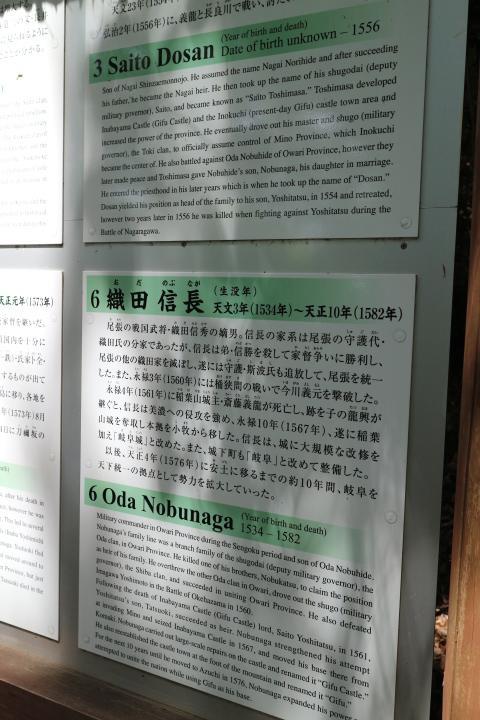 天文23年(1554年)
弘治2年(1556年)に、義龍と長良川で戦い、討た
3 Saito Dosan (Year of birth and death)
Date of birth unknown – 1556
Son of Nagai Shinzaemonnojo. He assumed the name Nagai Norihide and after succeeding
his father, he became the Nagai heir. He then took up the name of his shugodai (deputy
military governor), Saito, and became known as “Saito Toshimasa.” Toshimasa developed
Inabayama Castle (Gifu Castle) and the Inokuchi (present-day Gifu) castle town area and
increased the power of the province. He eventually drove out his master and shugo (military
governor), the Toki clan, to officially assume control of Mino Province, which Inokuchi
became the center of. He also battled against Oda Nobuhide of Owari Province, however they
later made peace and Toshimasa gave Nobuhide's son, Nobunaga, his daughter in marriage.
He entered the priesthood in his later years which is when he took up the name of “Dosan.”
Dosan yielded his position as head of the family to his son, Yoshitatsu, in 1554 and retreated,
however two years later in 1556 he was killed when fighting against Yoshitatsu during the
Battle of Nagaragawa.
天正元年(1573年)
6 織田 信長 (生没年)
おだ のぶなが
天文3年(1534年)〜天正10年(1582年)
尾張の戦国武将・織田信秀の嫡男。信長の家系は尾張の守護代・
織田氏の分家であったが、信長は弟・信勝を殺して家督争いに勝利し、
尾張の他の織田家を滅ぼし、遂には守護・斯波氏も追放して、尾張を統一
した。また、永禄3年(1560年)には桶狭間の戦いで今川義元を撃破した。
永禄4年(1561年)に稲葉山城主・斎藤義龍が死亡し、跡を子の龍興が
継ぐと、信長は美濃への侵攻を強め、永禄10年(1567年)、遂に稲葉
山城を奪取し本拠を小牧から移した。信長は、城に大規模な改修を
加え「岐阜城」と改めた。また、城下町も「岐阜」と改めて整備した。
以後、天正4年(1576年)に安土に移るまでの約10年間、岐阜を
天下統一の拠点として勢力を拡大していった。
6 Oda Nobunaga (Year of birth and death)
1534 – 1582
Military commander in Owari Province during the Sengoku period and son of Oda Nobuhide.
Nobunaga's family line was a branch family of the shugodai (deputy military governor), the
Oda clan, in Owari Province. He killed one of his brothers, Nobukatsu, to claim the position
as heir of his family. He overthrew the other Oda clan in Owari, drove out the shugo (military
governor), the Shiba clan, and succeeded in uniting Owari Province. He also defeated
Imagawa Yoshimoto in the Battle of Okehazama in 1560.
Following the death of Inabayama Castle (Gifu Castle) lord, Saito Yoshitatsu, in 1561,
Yoshitatsu's son, Tatsuoki, succeeded as heir. Nobunaga strengthened his attempt
at invading Mino and seized Inabayama Castle in 1567, and moved his base there from
Komaki. Nobunaga carried out large-scale repairs on the castle and renamed it “Gifu Castle.”
He also reestablished the castle town at the foot of the mountain and renamed it “Gifu.”
For the next 10 years until he moved to Azuchi in 1576, Nobunaga expanded his power
attempted to unite the nation while using Gifu as his base.